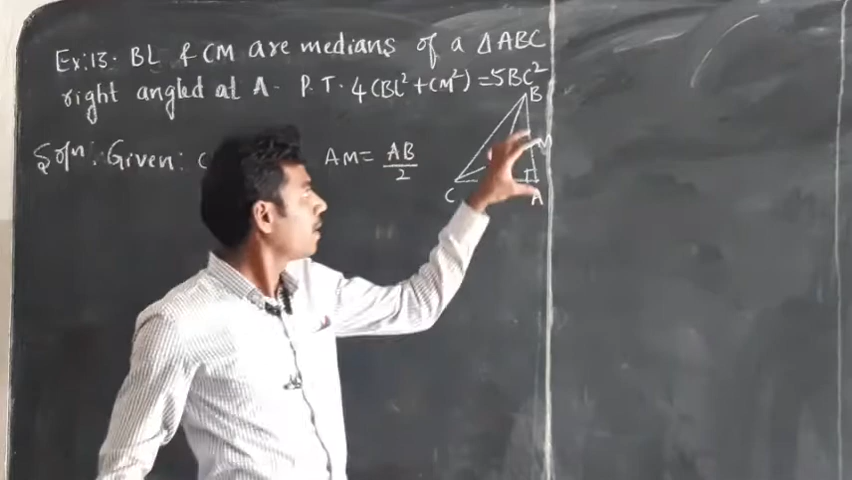 Ex:13. BL & CM are medians of a ΔABC
right angled at A. P.T. 4(BL²+CM²)=5BC²
Soln: Given: C AM= AB/2
B
M
C
A